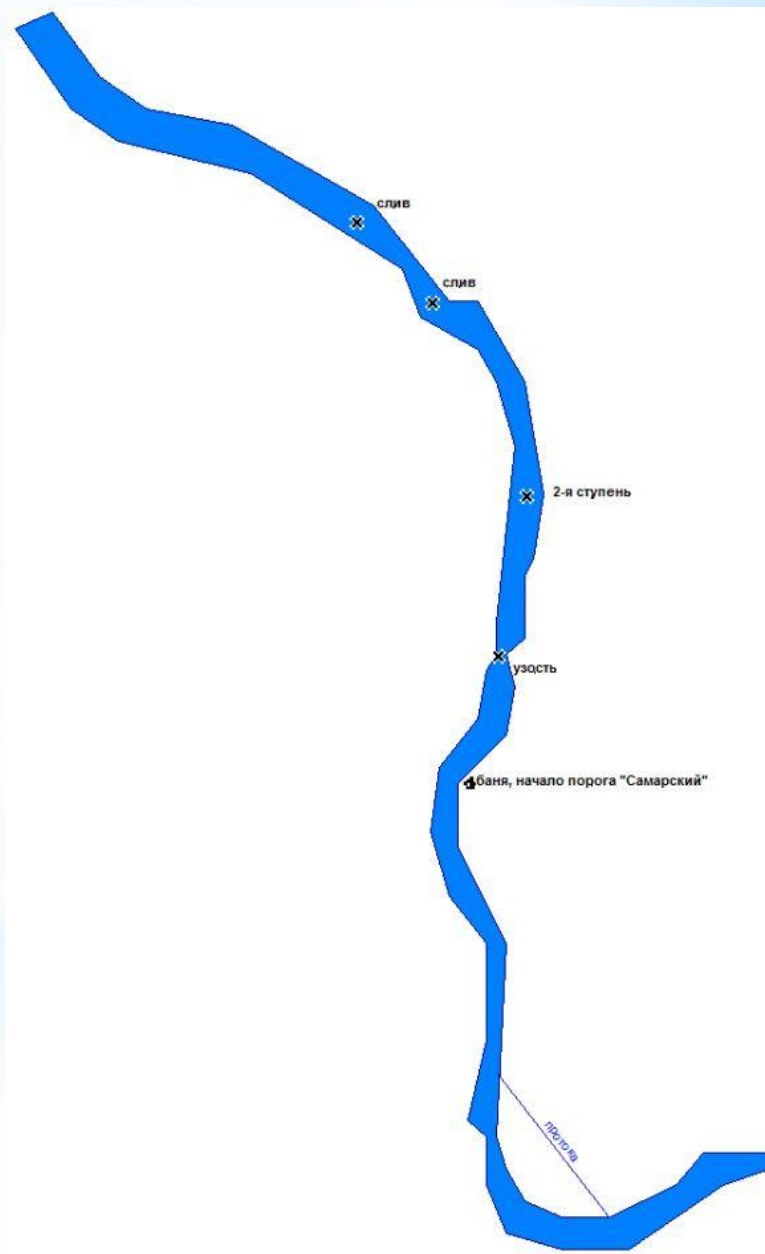 слив
слив
2-я ступень
узость
баня, начало порога "Самарский"
протока